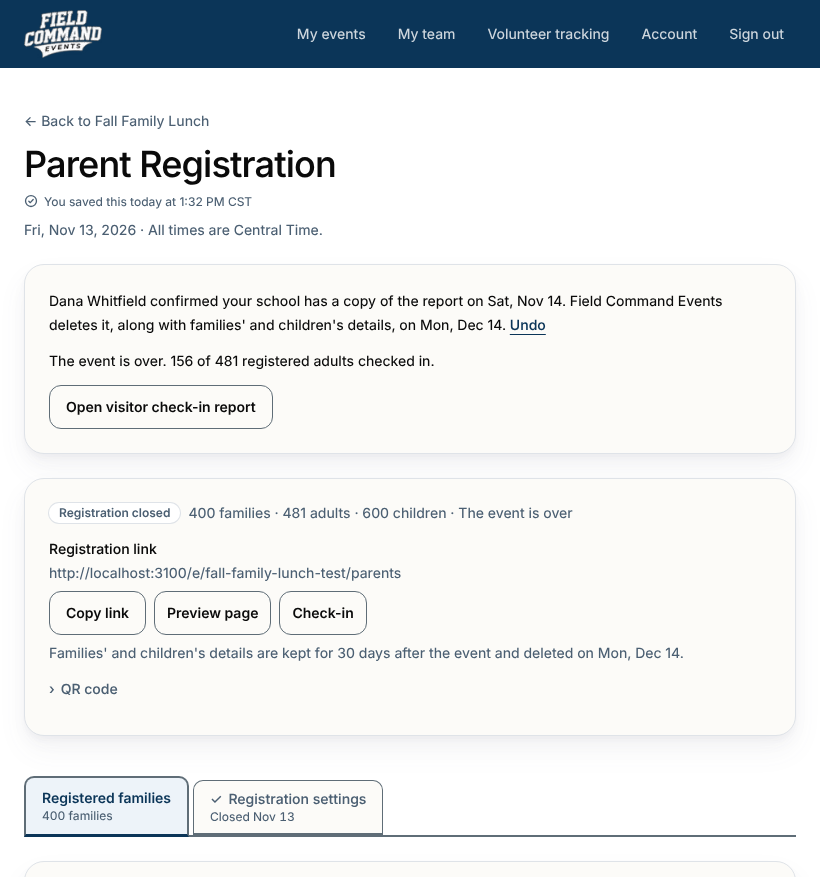 FIELD
COMMAND
EVENTS
My events
My team
Volunteer tracking
Account
Sign out
← Back to Fall Family Lunch
Parent Registration
You saved this today at 1:32 PM CST
Fri, Nov 13, 2026 · All times are Central Time.
Dana Whitfield confirmed your school has a copy of the report on Sat, Nov 14. Field Command Events
deletes it, along with families' and children's details, on Mon, Dec 14. Undo
The event is over. 156 of 481 registered adults checked in.
Open visitor check-in report
Registration closed 400 families · 481 adults · 600 children · The event is over
Registration link
http://localhost:3100/e/fall-family-lunch-test/parents
Copy link
Preview page
Check-in
Families' and children's details are kept for 30 days after the event and deleted on Mon, Dec 14.
› QR code
Registered families
400 families
✓ Registration settings
Closed Nov 13